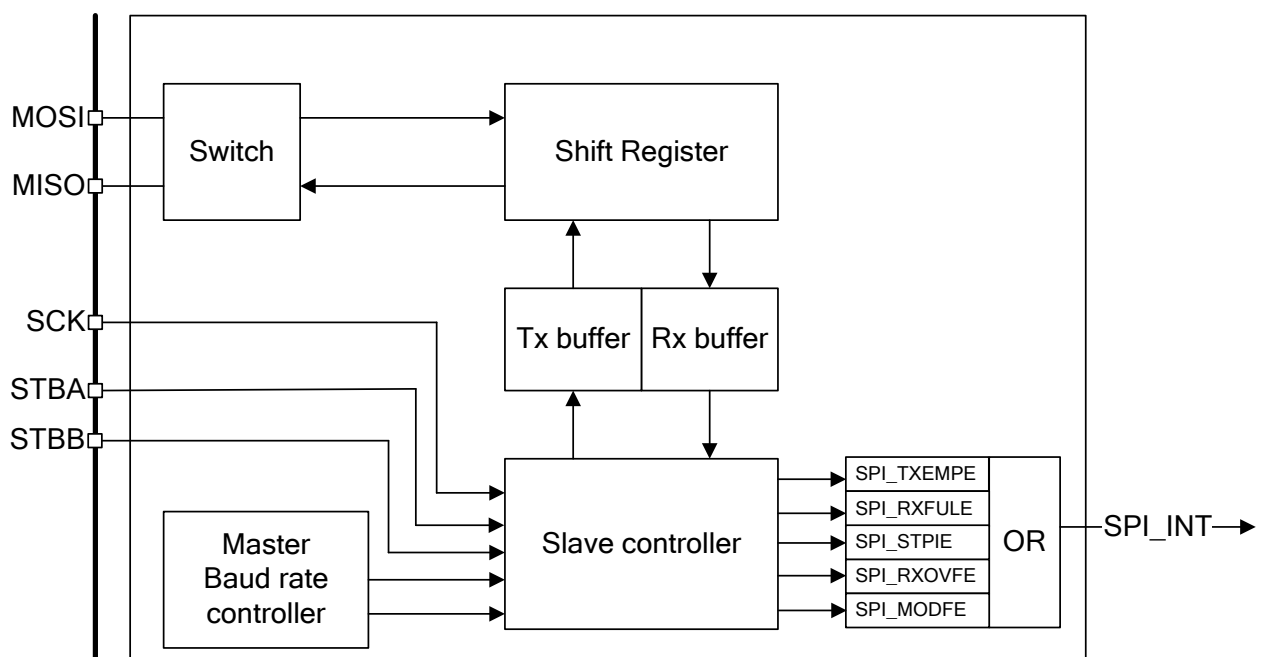 MOSI
MISO
Switch
Shift Register
SCK
STBA
STBB
Tx buffer
Rx buffer
Master
Baud rate
controller
Slave controller
SPI_TXEMPE
SPI_RXFULE
SPI_STPIE
SPI_RXOVFE
SPI_MODFE
OR
SPI_INT